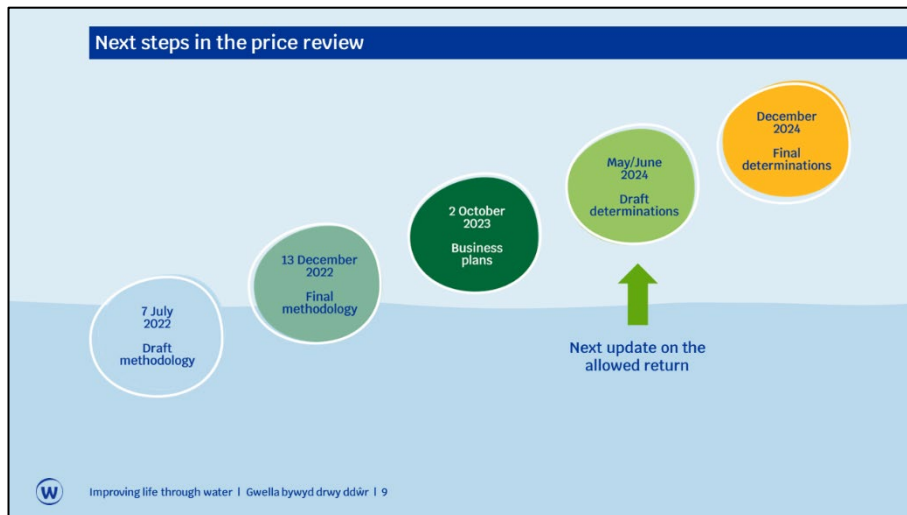 Next steps in the price review
7 July
2022
Draft
methodology
13 December
2022
Final
methodology
2 October
2023
Business
plans
May/June
2024
Draft
determinations
December
2024
Final
determinations
Next update on the
allowed return
W
Improving life through water | Gwella bywyd drwy ddŵr | 9